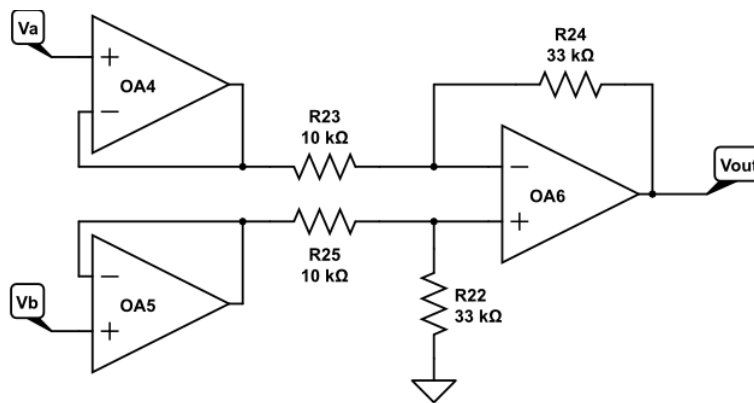 Va
+
OA4
−
R24
33 kΩ
R23
10 kΩ
−
OA6
+
Vout
R25
10 kΩ
−
OA5
+
Vb
R22
33 kΩ